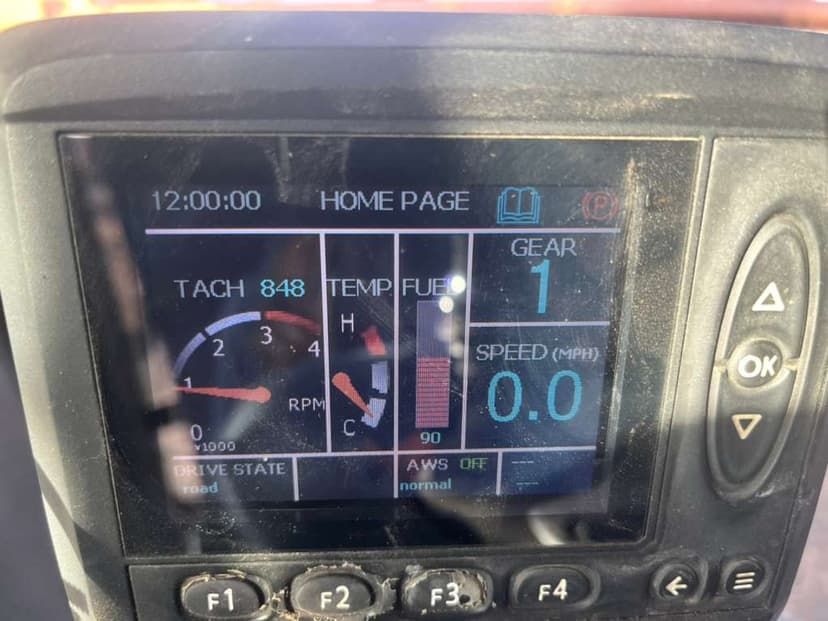 12:00:00 HOME PAGE P
TACH 848 TEMP FUEL GEAR
1
H
3
2 4
SPEED (MPH)
1 0.0
RPM
C
0
x1000 90
DRIVE STATE AWS OFF ---
road normal ---
OK
F1 F2 F3 F4